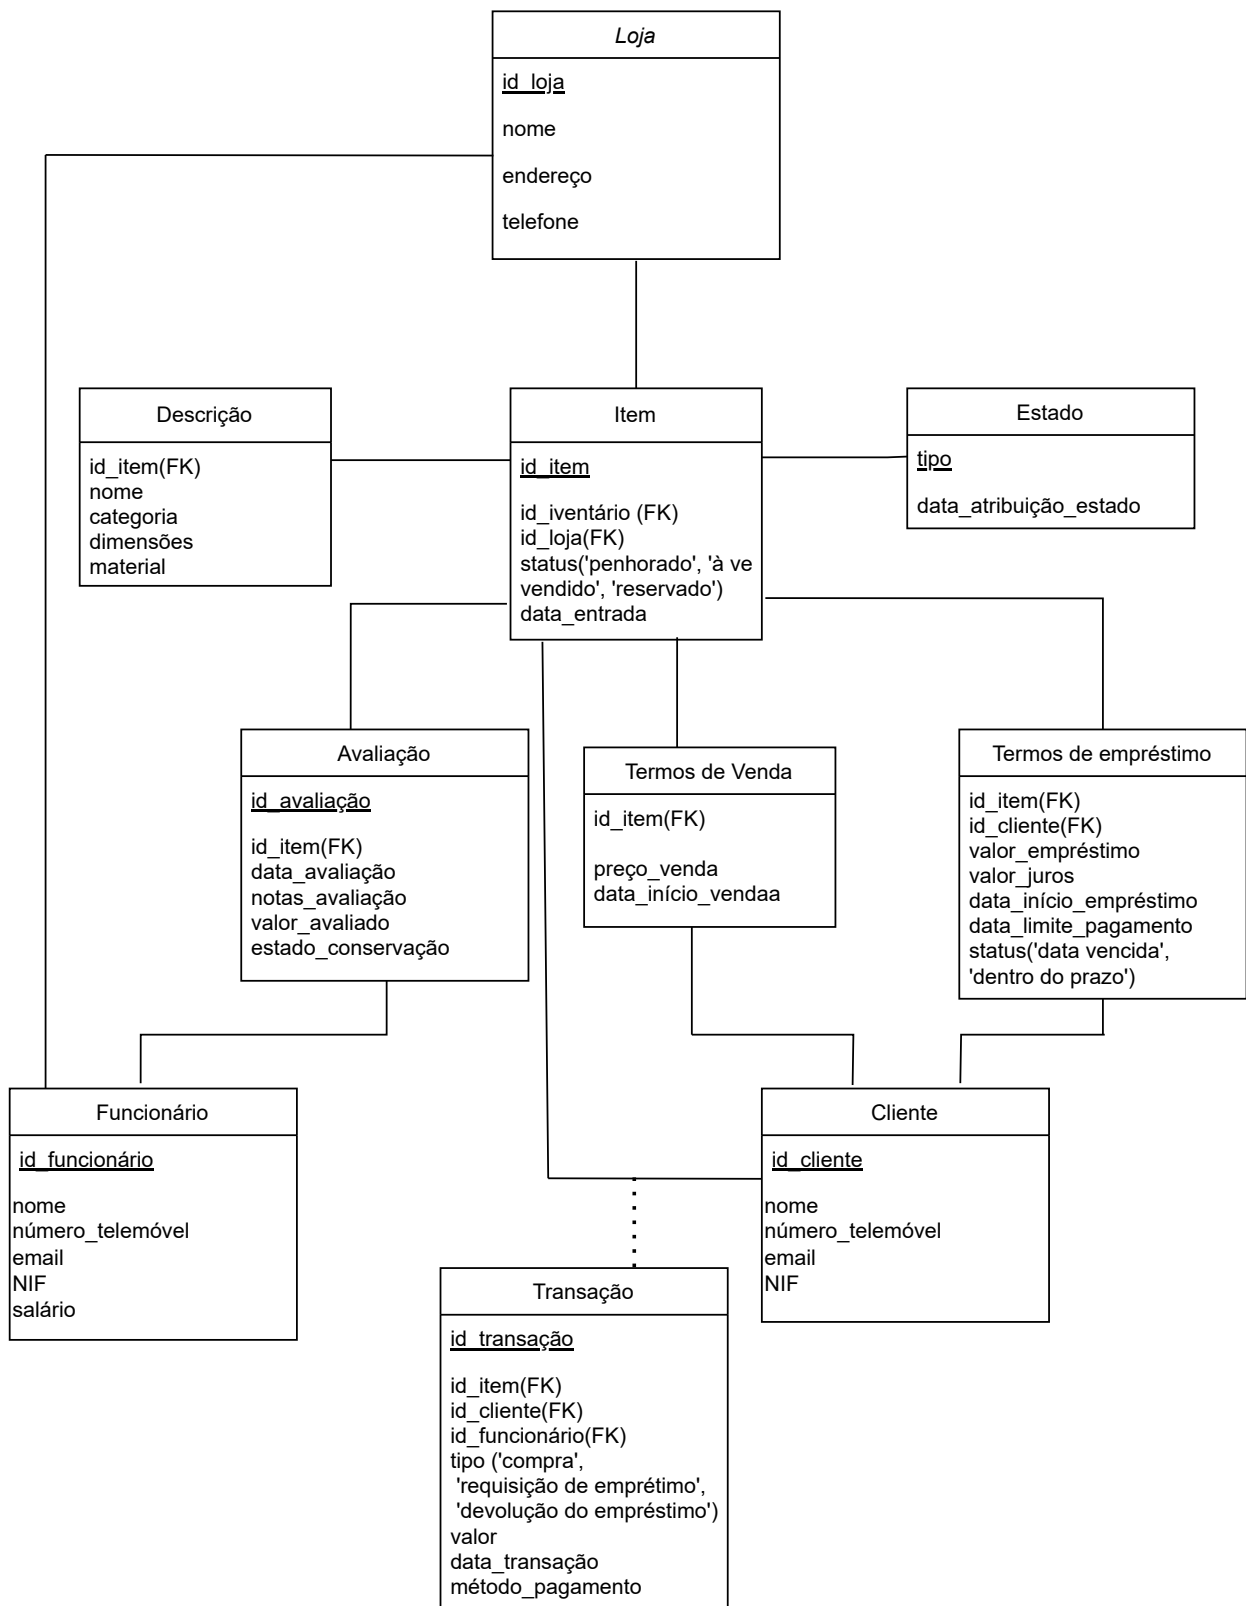 Loja
id_loja
nome
endereço
telefone
Descrição
id_item(FK)
nome
categoria
dimensões
material
Item
id_item
id_iventário (FK)
id_loja(FK)
status('penhorado', 'à ve
vendido', 'reservado')
data_entrada
Estado
tipo
data_atribuição_estado
Avaliação
id_avaliação
id_item(FK)
data_avaliação
notas_avaliação
valor_avaliado
estado_conservação
Termos de Venda
id_item(FK)
preço_venda
data_início_vendaa
Termos de empréstimo
id_item(FK)
id_cliente(FK)
valor_empréstimo
valor_juros
data_início_empréstimo
data_limite_pagamento
status('data vencida',
'dentro do prazo')
Funcionário
id_funcionário
nome
número_telemóvel
email
NIF
salário
Cliente
id_cliente
nome
número_telemóvel
email
NIF
Transação
id_transação
id_item(FK)
id_cliente(FK)
id_funcionário(FK)
tipo ('compra',
'requisição de emprétimo',
'devolução do empréstimo')
valor
data_transação
método_pagamento